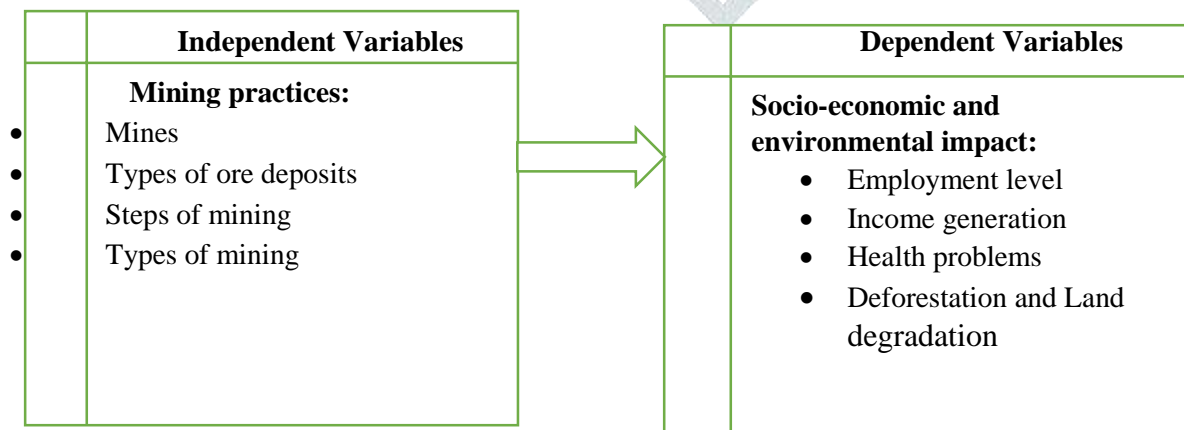 Independent Variables
Mining practices:
• Mines
• Types of ore deposits
• Steps of mining
• Types of mining
Dependent Variables
Socio-economic and
environmental impact:
• Employment level
• Income generation
• Health problems
• Deforestation and Land
degradation